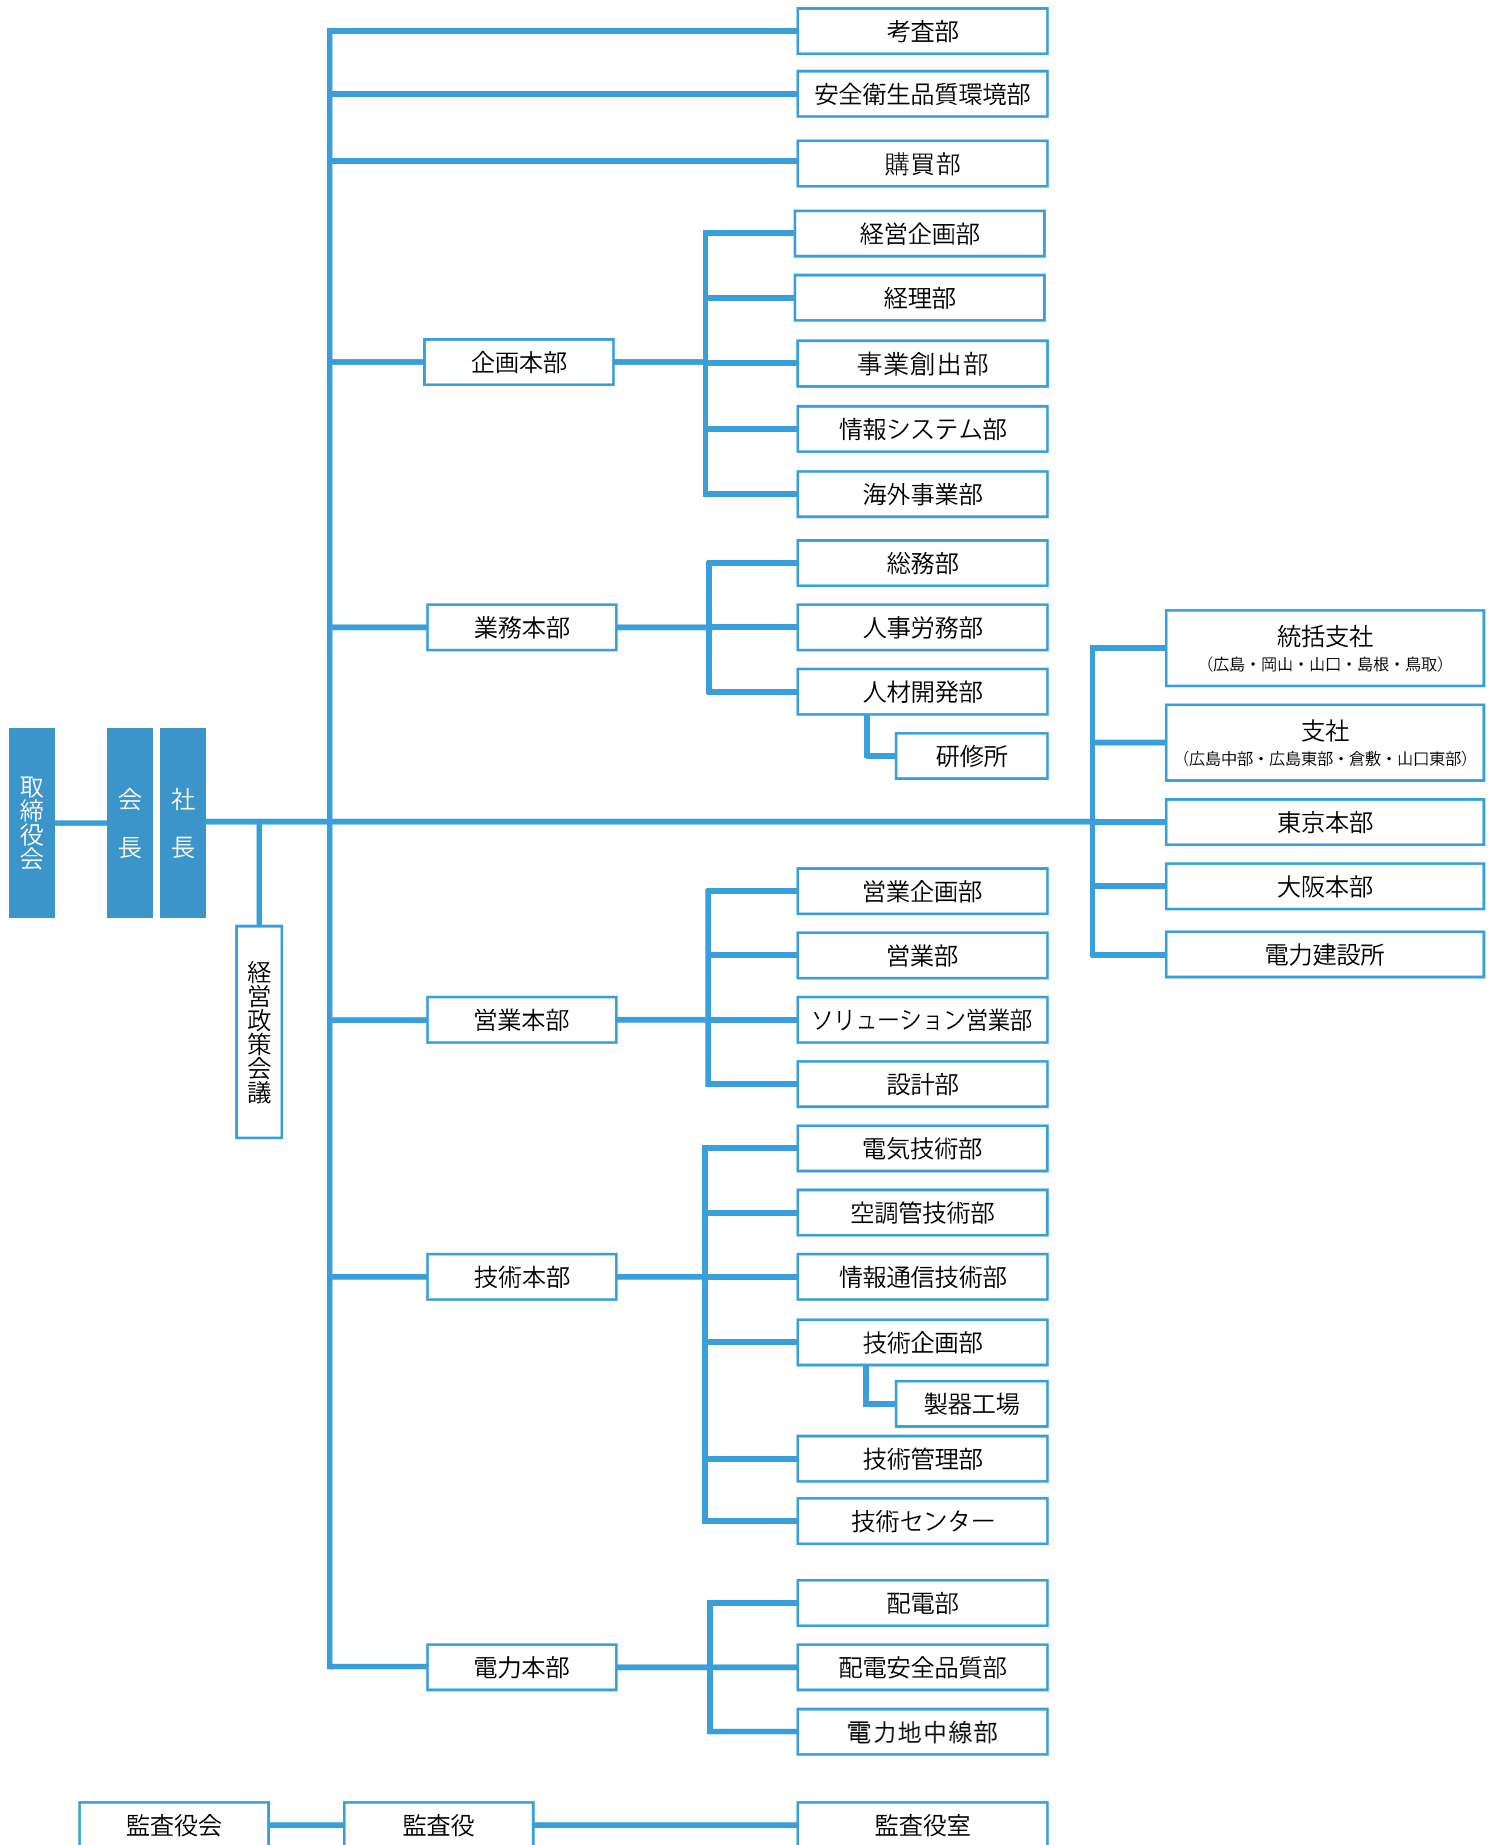 考査部
安全衛生品質環境部
購買部
経営企画部
経理部
企画本部
事業創出部
情報システム部
海外事業部
総務部
業務本部
人事労務部
人材開発部
研修所
統括支社
（広島・岡山・山口・島根・鳥取）
支社
（広島中部・広島東部・倉敷・山口東部）
取締役会
会長
社長
東京本部
大阪本部
電力建設所
経営政策会議
営業企画部
営業部
営業本部
ソリューション営業部
設計部
電気技術部
空調管技術部
技術本部
情報通信技術部
技術企画部
製器工場
技術管理部
技術センター
配電部
電力本部
配電安全品質部
電力地中線部
監査役会
監査役
監査役室